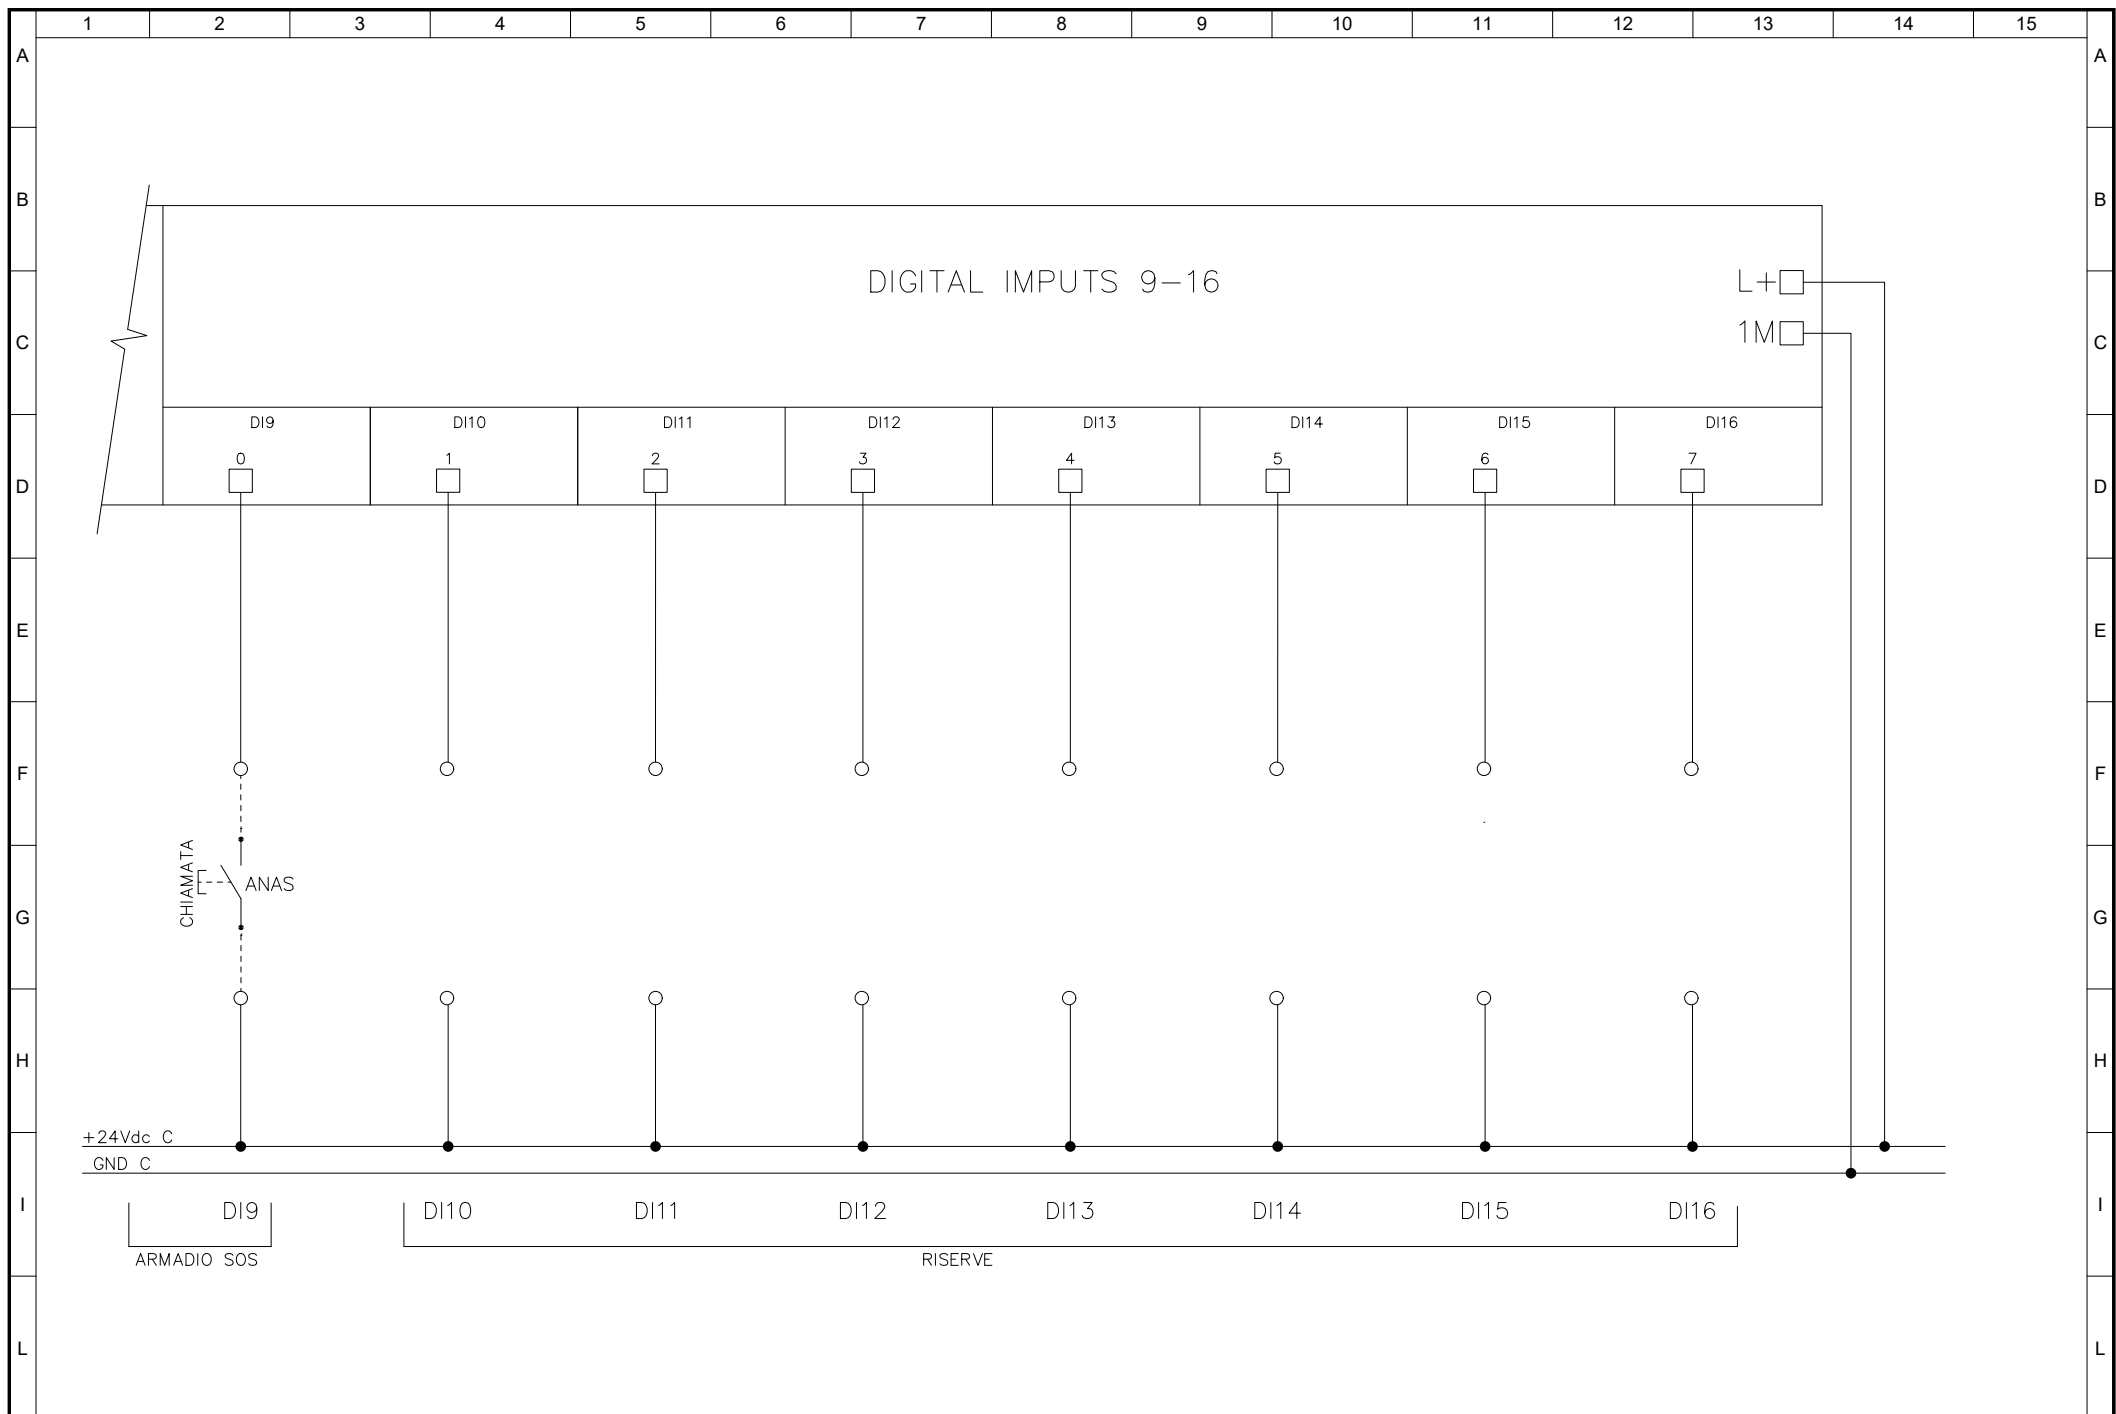 1 2 3 4 5 6 7 8 9 10 11 12 13 14 15
A A
B B
DIGITAL IMPUTS 9-16
L+
1M
C C
DI9 DI10 DI11 DI12 DI13 DI14 DI15 DI16
0 1 2 3 4 5 6 7
D D
E E
F F
CHIAMATA
ANAS
G G
H H
+24Vdc C
GND C
I I
DI9 DI10 DI11 DI12 DI13 DI14 DI15 DI16
ARMADIO SOS RISERVE
L L